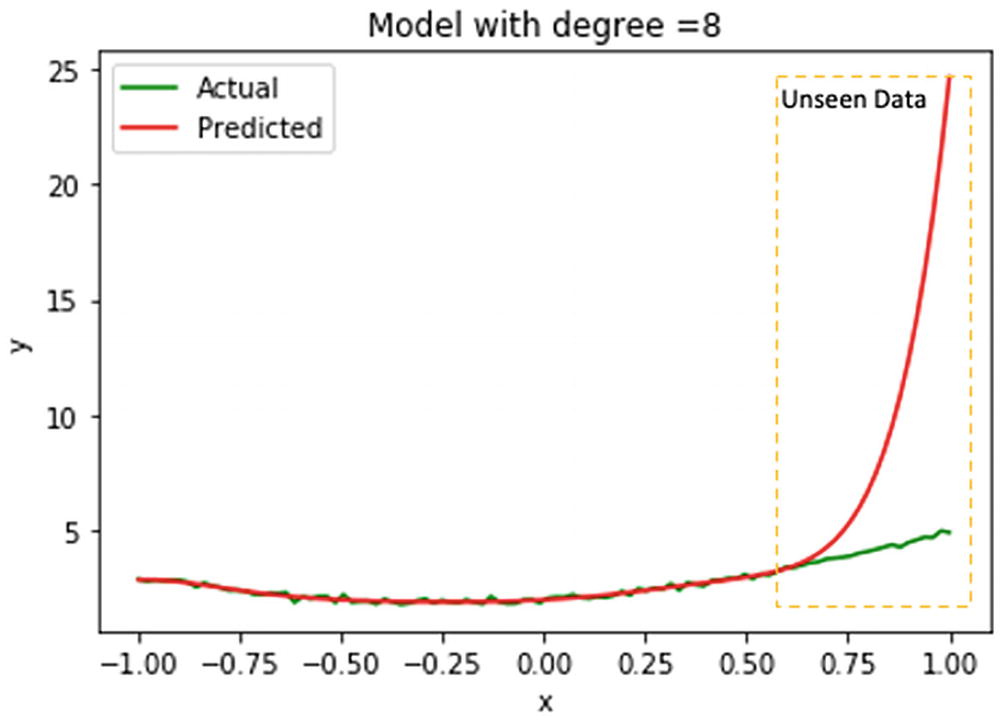 Model with degree =8
Actual
Predicted
Unseen Data
25
20
15
10
5
y
−1.00 −0.75 −0.50 −0.25 0.00 0.25 0.50 0.75 1.00
x